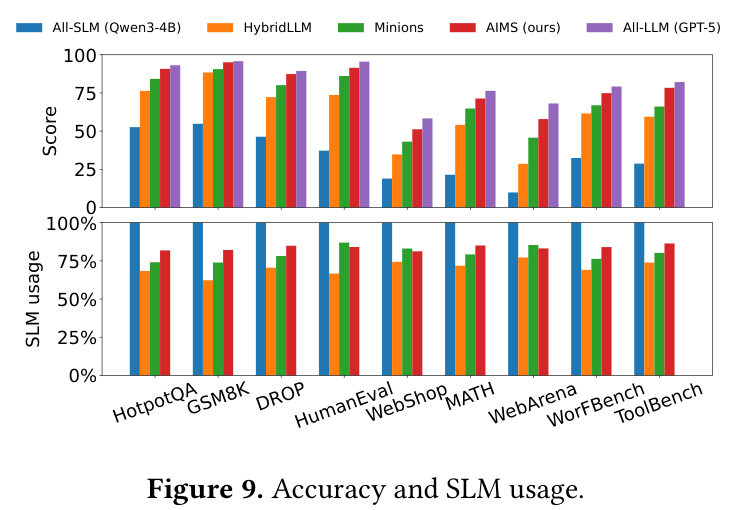 All-SLM (Qwen3-4B) HybridLLM Minions AIMS (ours) All-LLM (GPT-5)
100
75
50
25
0
Score
100%
75%
50%
25%
0%
SLM usage
HotpotQA GSM8K DROP HumanEval WebShop MATH WebArena WorFBench ToolBench
Figure 9. Accuracy and SLM usage.